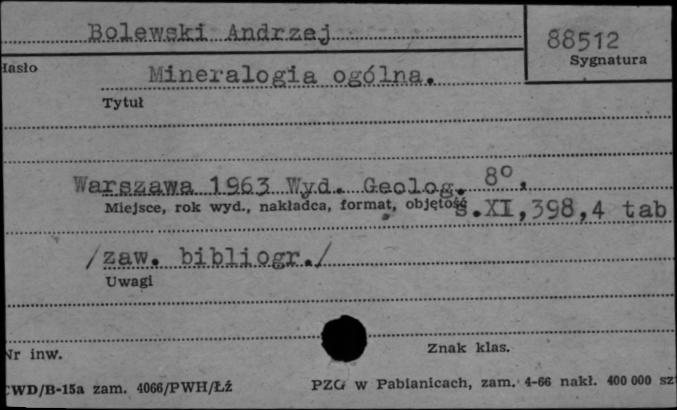 Bolewski Andrzej
88512
Sygnatura
Hasło
Mineralogia ogólna.
Tytuł
Warszawa 1963 Wyd. Geolog. 8°,
Miejsce, rok wyd., nakładca, format, objętość
s.XI,398,4 tab
/zaw. bibliogr./
Uwagi
Nr inw.
Znak klas.
CWD/B-15a zam. 4066/PWH/Łź
PZG w Pabianicach, zam. 4-66 nakł. 400 000 szt